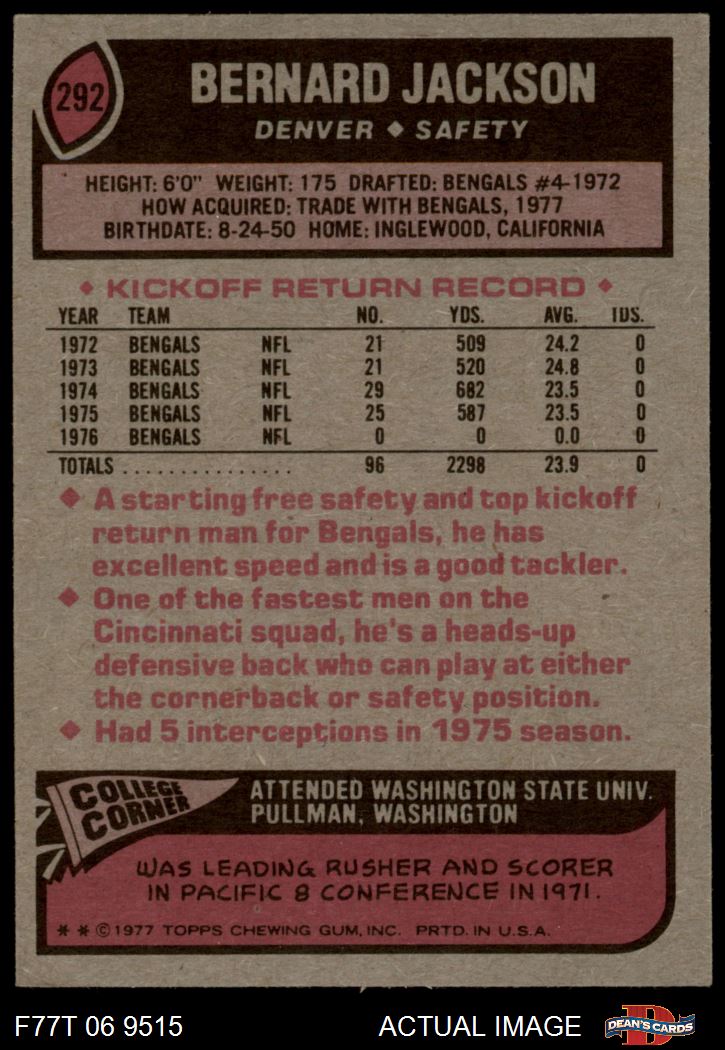 292
BERNARD JACKSON
DENVER ◆ SAFETY
HEIGHT: 6'0" WEIGHT: 175 DRAFTED: BENGALS #4-1972
HOW ACQUIRED: TRADE WITH BENGALS, 1977
BIRTHDATE: 8-24-50 HOME: INGLEWOOD, CALIFORNIA
◆ KICKOFF RETURN RECORD ◆
YEAR TEAM NO. YDS. AVG. TDS.
1972 BENGALS NFL 21 509 24.2 0
1973 BENGALS NFL 21 520 24.8 0
1974 BENGALS NFL 29 682 23.5 0
1975 BENGALS NFL 25 587 23.5 0
1976 BENGALS NFL 0 0 0.0 0
TOTALS . . . . . . . . . . . . . . . 96 2298 23.9 0
◆ A starting free safety and top kickoff
return man for Bengals, he has
excellent speed and is a good tackler.
◆ One of the fastest men on the
Cincinnati squad, he's a heads-up
defensive back who can play at either
the cornerback or safety position.
◆ Had 5 interceptions in 1975 season.
COLLEGE
CORNER
ATTENDED WASHINGTON STATE UNIV.
PULLMAN, WASHINGTON
WAS LEADING RUSHER AND SCORER
IN PACIFIC 8 CONFERENCE IN 1971.
* * © 1977 TOPPS CHEWING GUM, INC. PRTD. IN U.S.A.
F77T 06 9515 ACTUAL IMAGE
D
DEAN'S CARDS